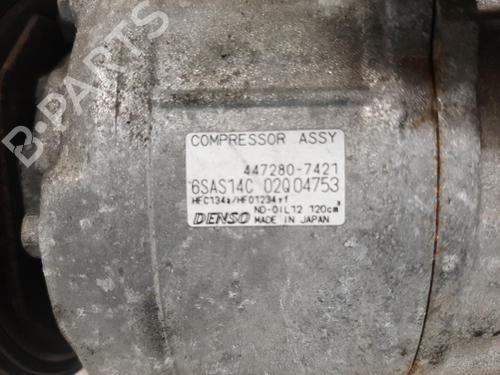 COMPRESSOR ASSY
447280-7421
6SAS14C 02Q04753
HFC134a/HFO1234yf
ND-OIL12 120cm³
DENSO MADE IN JAPAN
B-PARTS